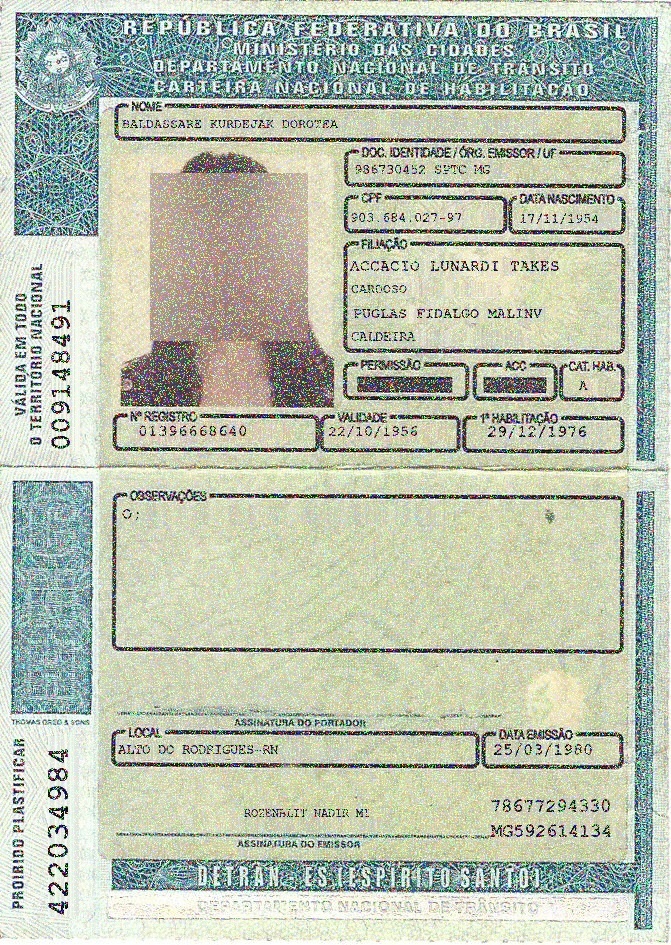 REPÚBLICA FEDERATIVA DO BRASIL
MINISTÉRIO DAS CIDADES
DEPARTAMENTO NACIONAL DE TRÂNSITO
CARTEIRA NACIONAL DE HABILITAÇÃO
NOME
BALDASSARE KURDEJAK DOROTEA
DOC. IDENTIDADE / ÓRG. EMISSOR / UF
986730452 SPTC MG
CPF
903.684.027-97
DATA NASCIMENTO
17/11/1954
FILIAÇÃO
ACCACIO LUNARDI TAKES
CARDOSO
PUGLAS FIDALGO MALINV
CALDEIRA
PERMISSÃO
ACC
CAT. HAB.
A
Nº REGISTRO
01396668640
VALIDADE
22/10/1956
1ª HABILITAÇÃO
29/12/1976
VÁLIDA EM TODO
O TERRITÓRIO NACIONAL
009148491
OBSERVAÇÕES
O;
THOMAS GREG & SONS
ASSINATURA DO PORTADOR
LOCAL
ALTO DO RODRIGUES-RN
DATA EMISSÃO
25/03/1980
PROIBIDO PLASTIFICAR
422034984
ROZENBLIT NADIR MI
78677294330
MG592614134
ASSINATURA DO EMISSOR
DETRAN - ES (ESPÍRITO SANTO)
DEPARTAMENTO NACIONAL DE TRÂNSITO